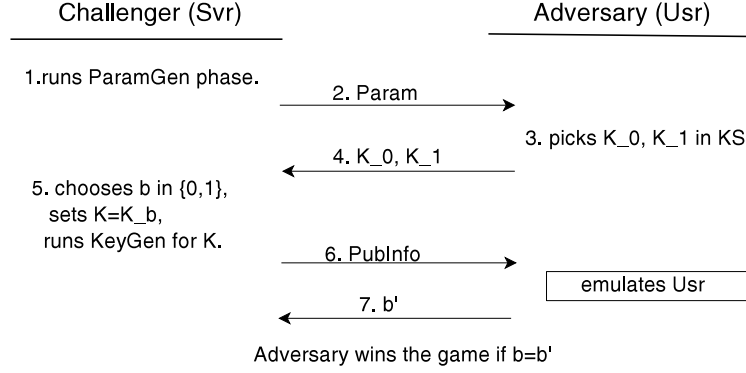 Challenger (Svr)
Adversary (Usr)
1.runs ParamGen phase.
2. Param
3. picks K_0, K_1 in KS
4. K_0, K_1
5. chooses b in {0,1},
sets K=K_b,
runs KeyGen for K.
6. PubInfo
emulates Usr
7. b'
Adversary wins the game if b=b'